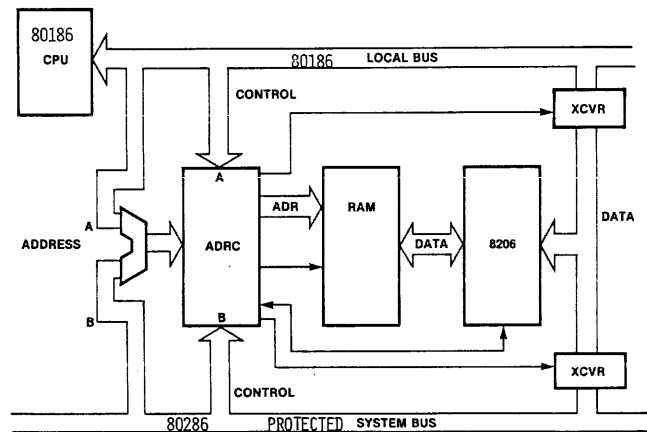 80186
CPU
80186 LOCAL BUS
CONTROL
XCVR
A
ADR
RAM
A
ADDRESS
ADRC
DATA
8206
DATA
B
B
XCVR
CONTROL
80286 PROTECTED SYSTEM BUS